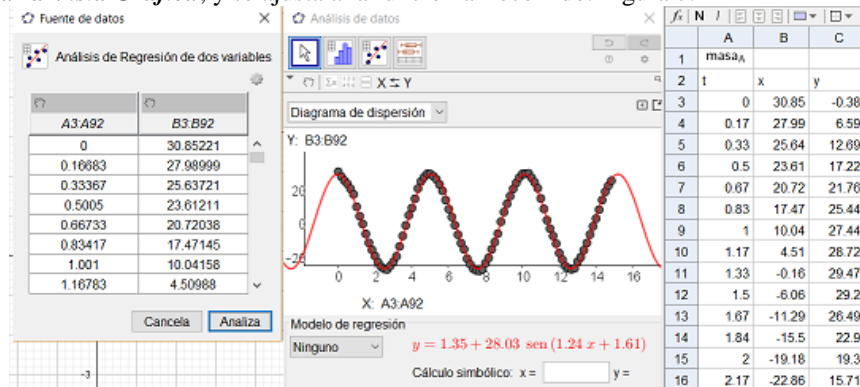 Fuente de datos
Análisis de Regresión de dos variables
A3:A92 B3:B92
0 30.85221
0.16683 27.98999
0.33367 25.63721
0.5005 23.61211
0.66733 20.72038
0.83417 17.47145
1.001 10.04158
1.16783 4.50988
Cancela Analiza
-3
Análisis de datos
X⇆Y
Diagrama de dispersión
Y: B3:B92
20
0
-20
0 2 4 6 8 10 12 14 16
X: A3:A92
Modelo de regresión
Ninguno
y = 1.35 + 28.03 sen (1.24 x + 1.61)
Cálculo simbólico: x = y =
fx N I
A B C
1 masaA
2 t x y
3 0 30.85 -0.38
4 0.17 27.99 6.59
5 0.33 25.64 12.69
6 0.5 23.61 17.22
7 0.67 20.72 21.76
8 0.83 17.47 25.44
9 1 10.04 27.44
10 1.17 4.51 28.72
11 1.33 -0.16 29.47
12 1.5 -6.06 29.2
13 1.67 -11.29 26.49
14 1.84 -15.5 22.9
15 2 -19.18 19.3
16 2.17 -22.86 15.71